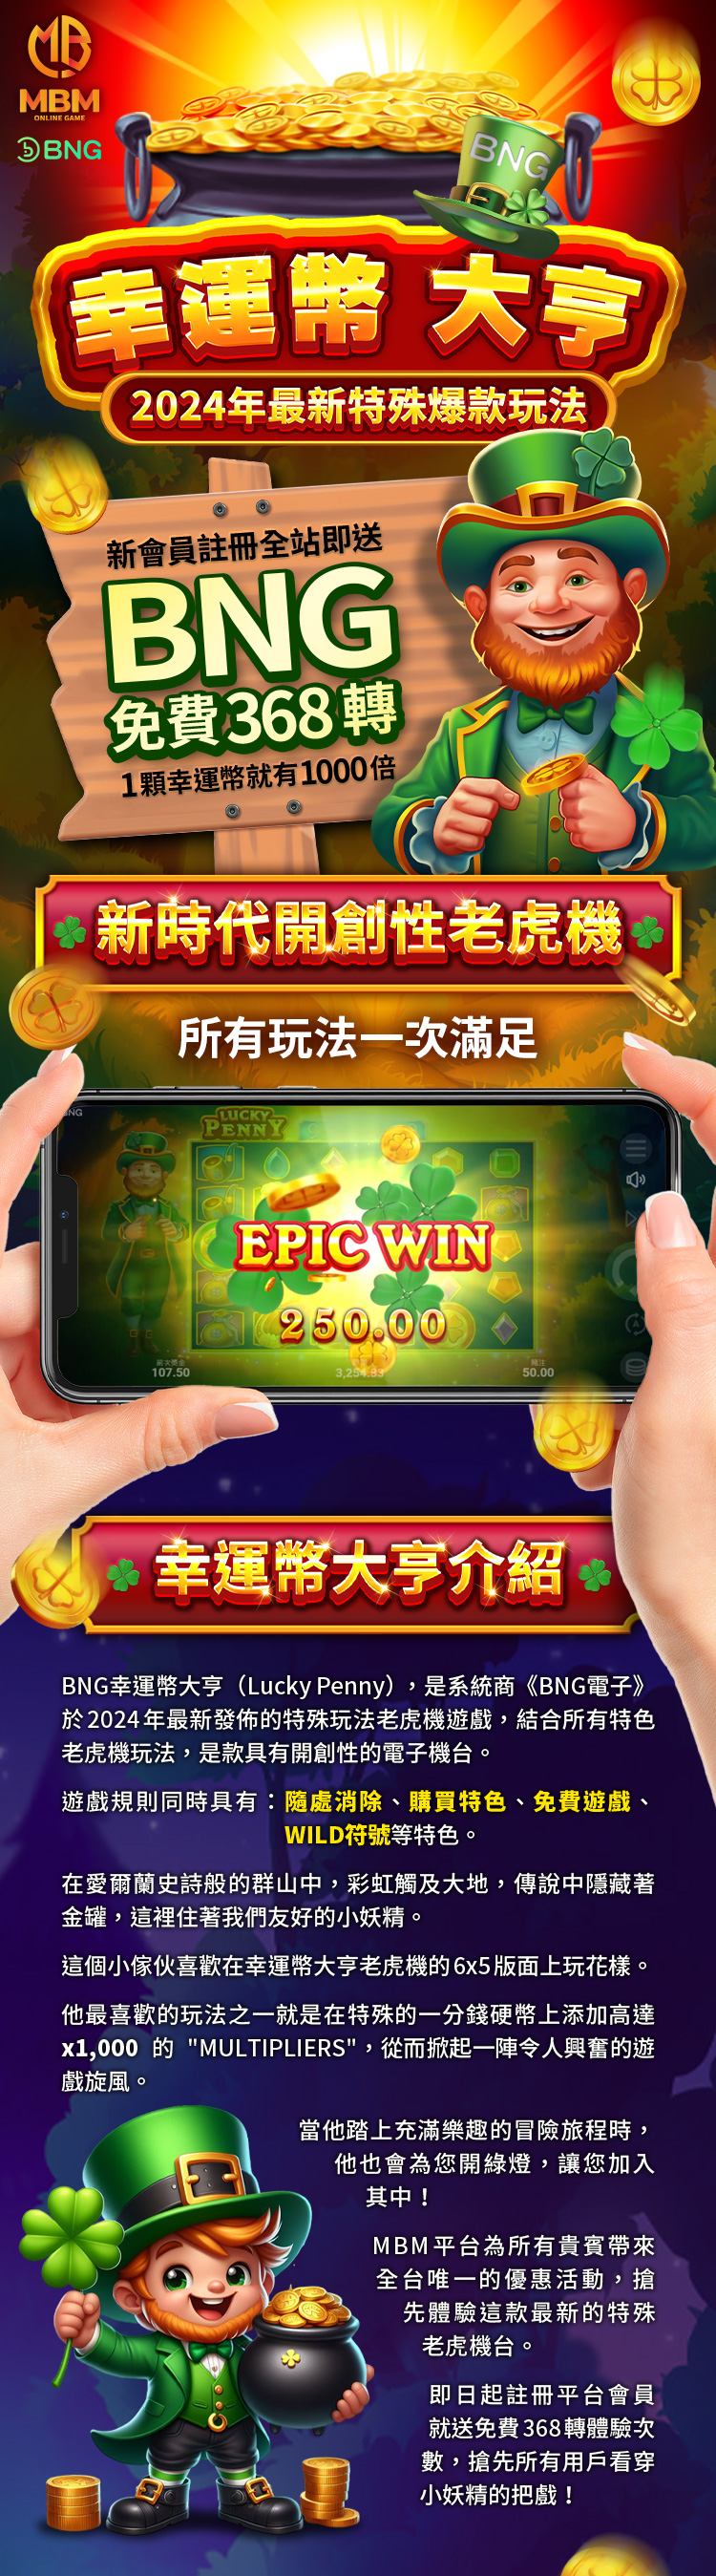 MBM
ONLINE GAME
BNG
BNG
幸運幣 大亨
2024年最新特殊爆款玩法
新會員註冊全站即送
BNG
免費368轉
1顆幸運幣就有1000倍
新時代開創性老虎機
所有玩法一次滿足
BNG
LUCKY
PENNY
EPIC WIN
250.00
前次獎金
107.50
3,254.33
關注
50.00
幸運幣大亨介紹
BNG幸運幣大亨（Lucky Penny），是系統商《BNG電子》
於2024年最新發佈的特殊玩法老虎機遊戲，結合所有特色
老虎機玩法，是款具有開創性的電子機台。
遊戲規則同時具有：隨處消除、購買特色、免費遊戲、
WILD符號等特色。
在愛爾蘭史詩般的群山中，彩虹觸及大地，傳說中隱藏著
金罐，這裡住著我們友好的小妖精。
這個小傢伙喜歡在幸運幣大亨老虎機的6x5版面上玩花樣。
他最喜歡的玩法之一就是在特殊的一分錢硬幣上添加高達
x1,000 的 "MULTIPLIERS"，從而掀起一陣令人興奮的遊
戲旋風。
當他踏上充滿樂趣的冒險旅程時，
他也會為您開綠燈，讓您加入
其中！
MBM平台為所有貴賓帶來
全台唯一的優惠活動，搶
先體驗這款最新的特殊
老虎機台。
即日起註冊平台會員
就送免費368轉體驗次
數，搶先所有用戶看穿
小妖精的把戲！